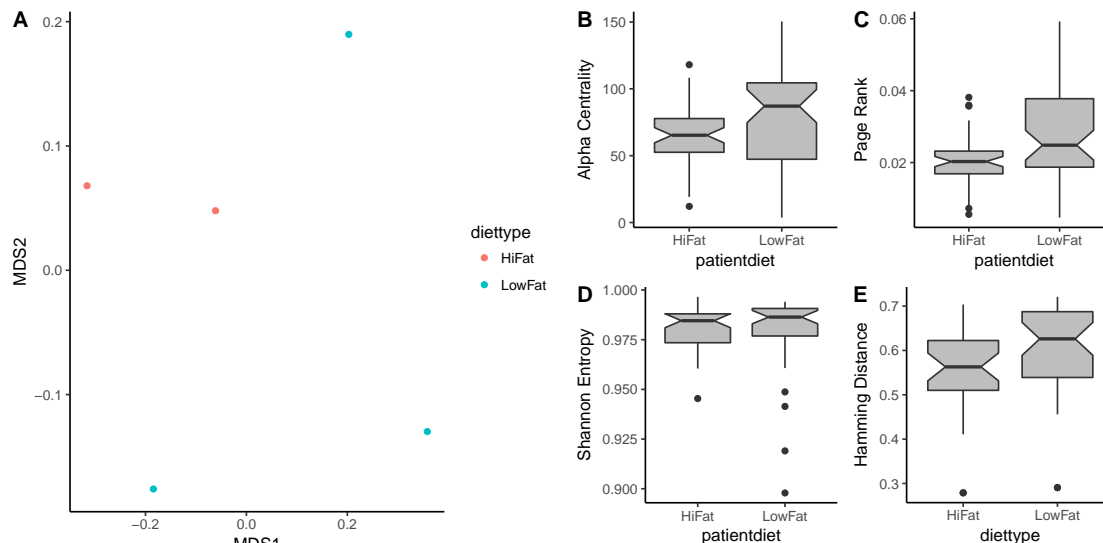 A
0.2
0.1
0.0
−0.1
MDS2
−0.2
0.0
0.2
MDS1
diettype
HiFat
LowFat
B
150
100
50
0
Alpha Centrality
HiFat
LowFat
patientdiet
C
0.06
0.04
0.02
Page Rank
HiFat
LowFat
patientdiet
D
1.000
0.975
0.950
0.925
0.900
Shannon Entropy
HiFat
LowFat
patientdiet
E
0.7
0.6
0.5
0.4
0.3
Hamming Distance
HiFat
LowFat
diettype